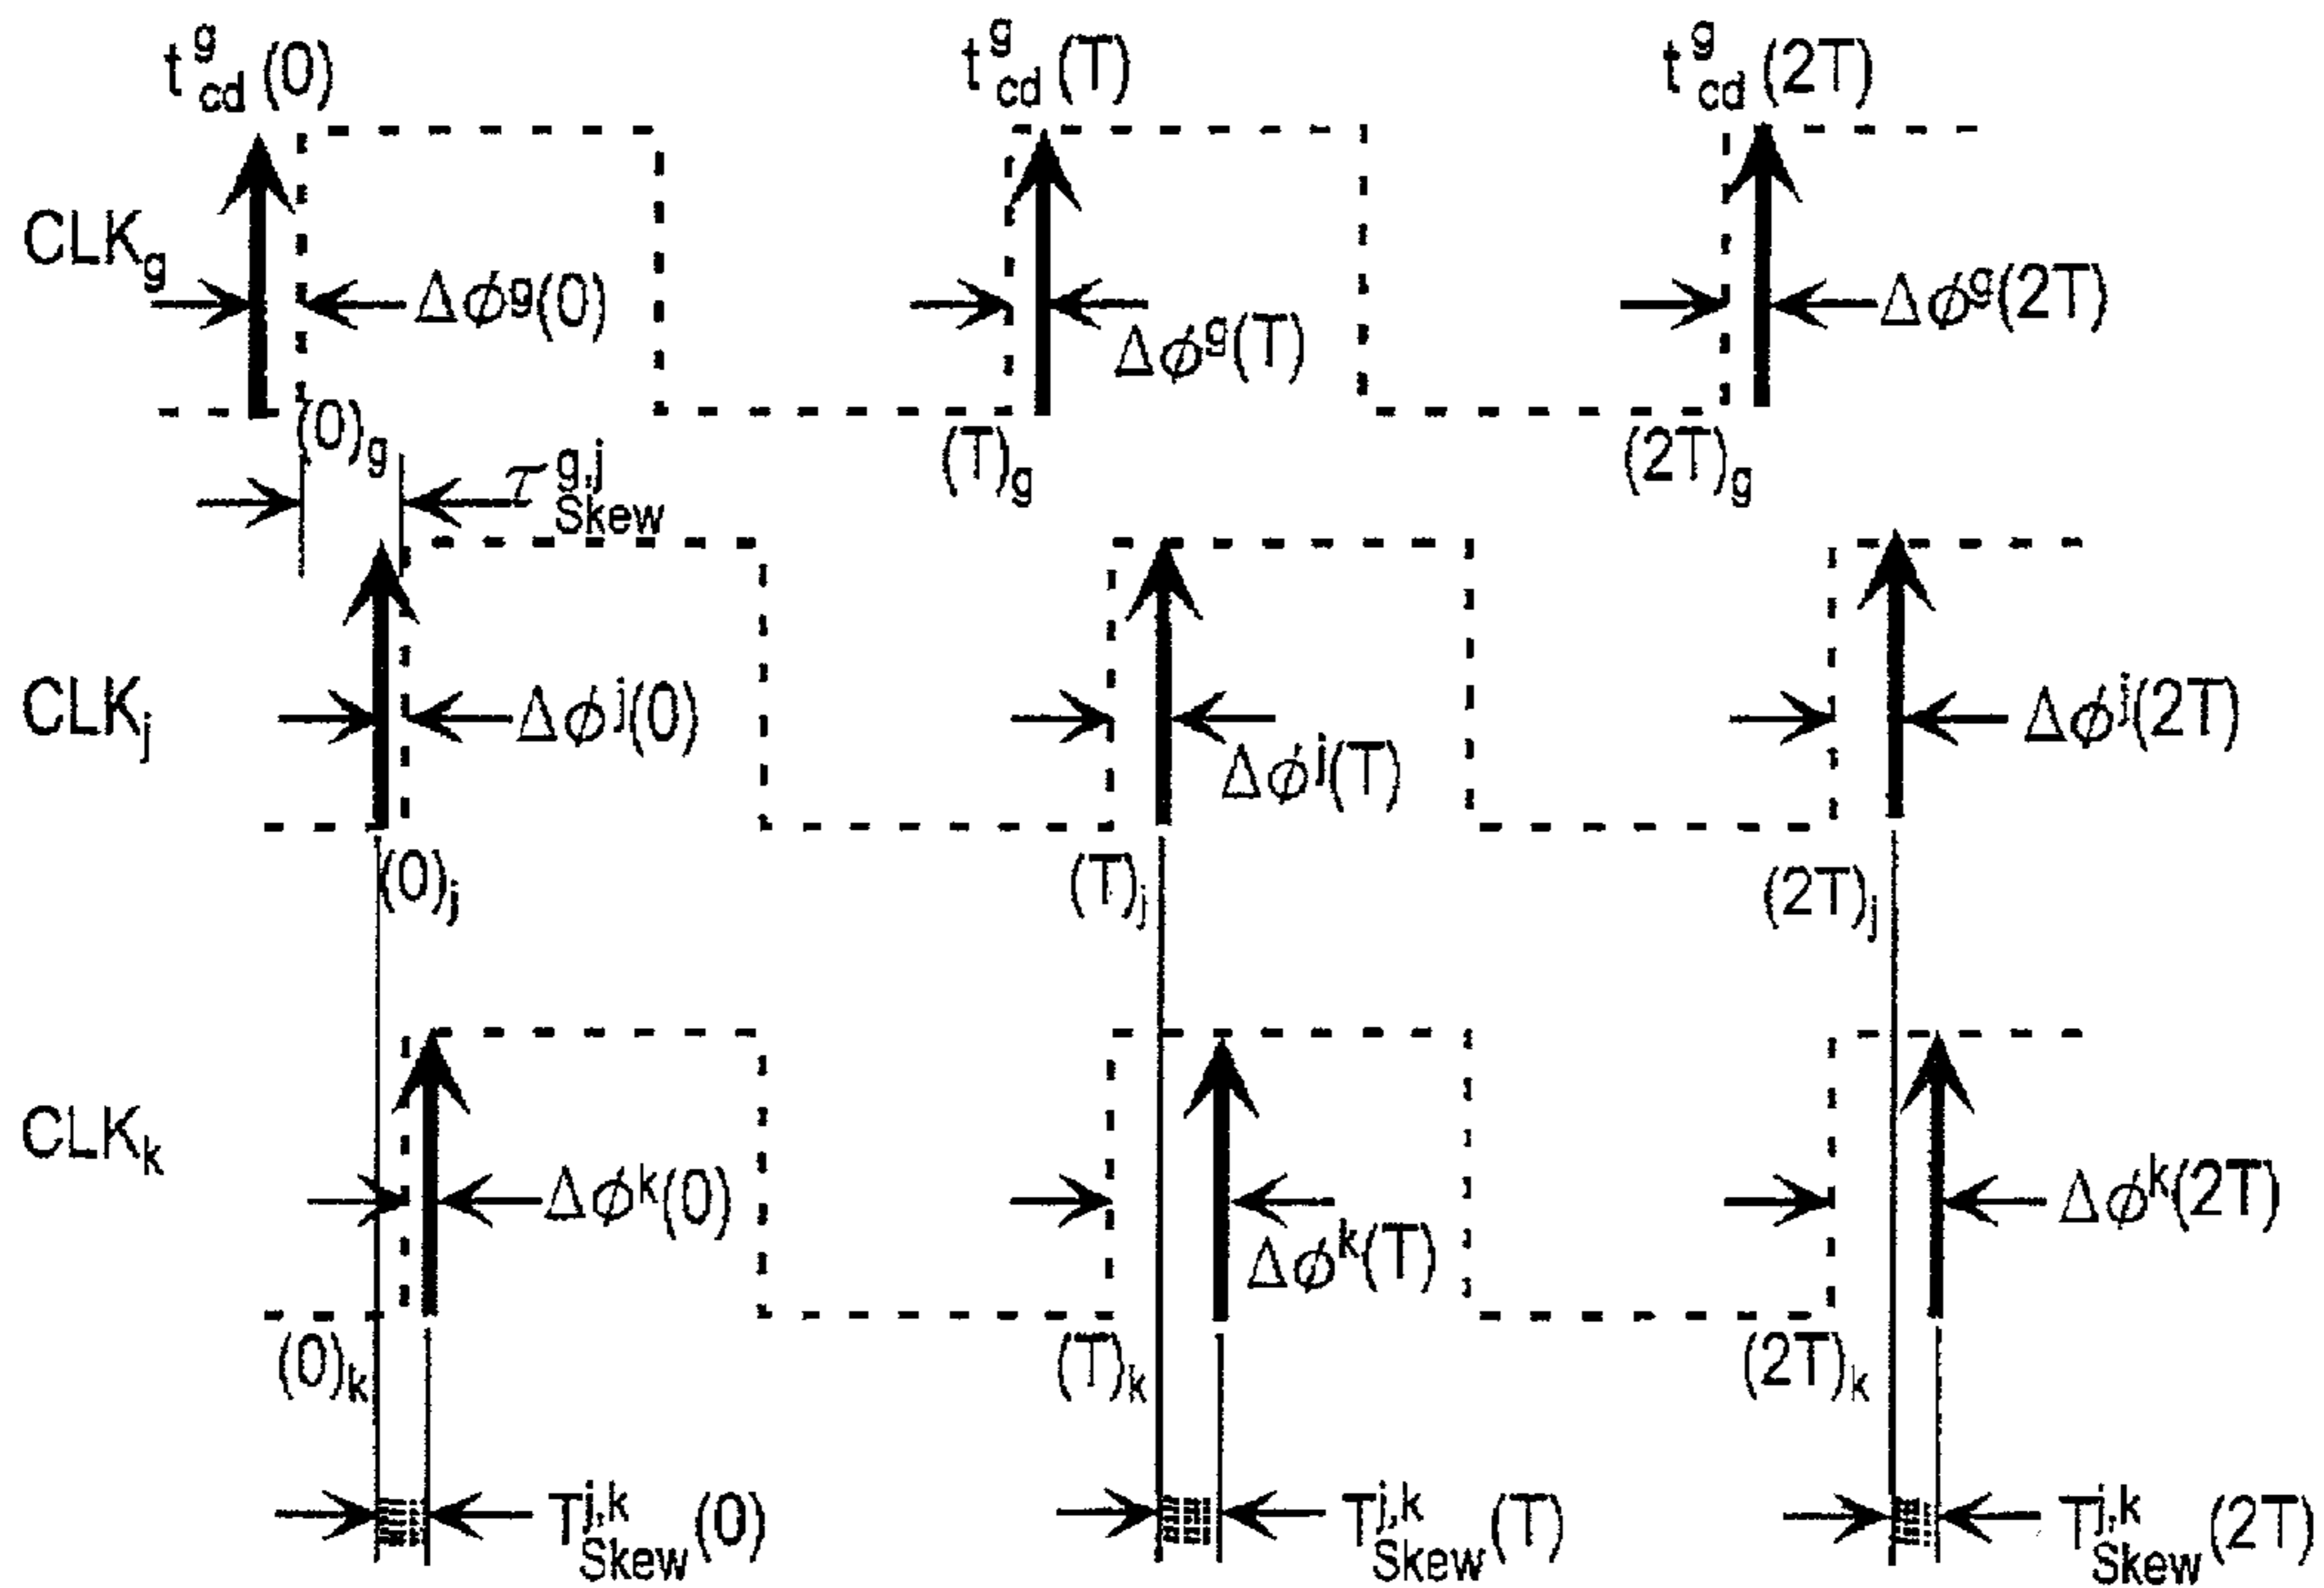 t^g_cd(0) t^g_cd(T) t^g_cd(2T)
CLK_g Δϕ^g(0) Δϕ^g(T) Δϕ^g(2T)
(0)_g (T)_g (2T)_g
τ^g,j_Skew
CLK_j Δϕ^j(0) Δϕ^j(T) Δϕ^j(2T)
(0)_j (T)_j (2T)_j
CLK_k Δϕ^k(0) Δϕ^k(T) Δϕ^k(2T)
(0)_k (T)_k (2T)_k
T^j,k_Skew(0) T^j,k_Skew(T) T^j,k_Skew(2T)